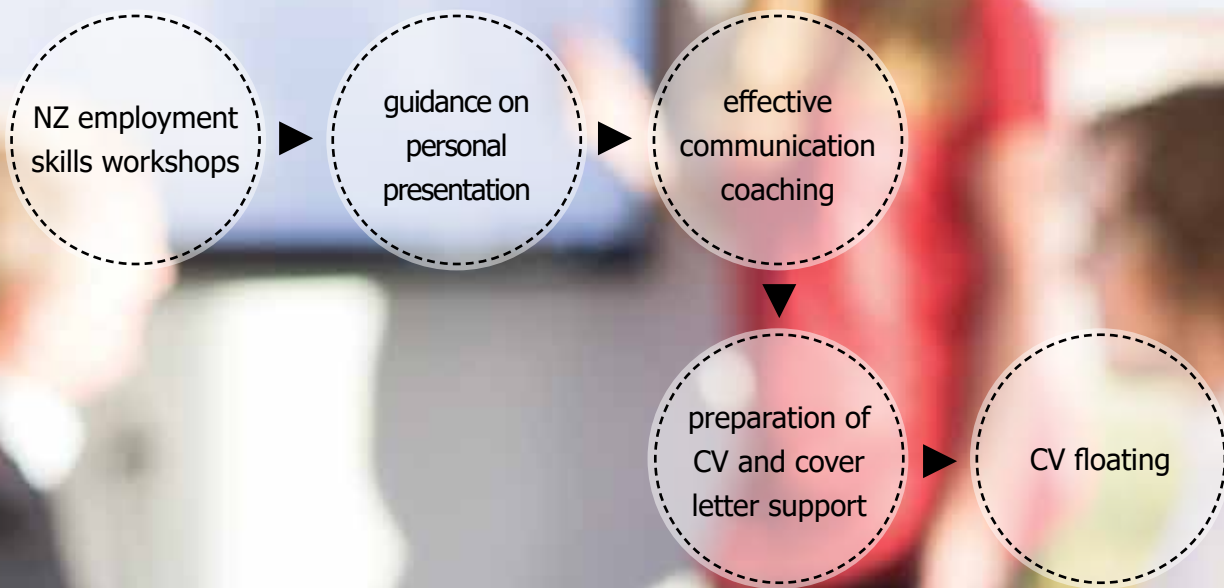 NZ employment
skills workshops
guidance on
personal
presentation
effective
communication
coaching
preparation of
CV and cover
letter support
CV floating